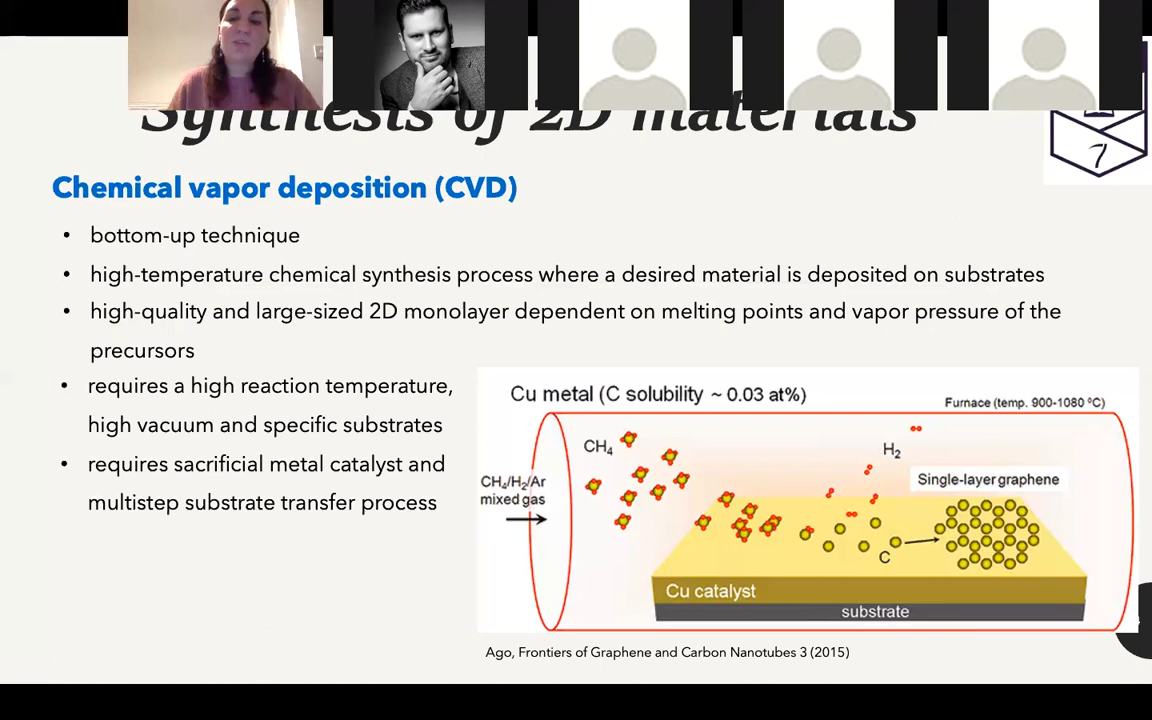 Synthesis of 2D materials
7
Chemical vapor deposition (CVD)
• bottom-up technique
• high-temperature chemical synthesis process where a desired material is deposited on substrates
• high-quality and large-sized 2D monolayer dependent on melting points and vapor pressure of the
precursors
• requires a high reaction temperature,
high vacuum and specific substrates
• requires sacrificial metal catalyst and
multistep substrate transfer process
Cu metal (C solubility ~ 0.03 at%)
Furnace (temp. 900-1080 ºC)
CH₄
H₂
CH₄/H₂/Ar
mixed gas
Single-layer graphene
C
Cu catalyst
substrate
Ago, Frontiers of Graphene and Carbon Nanotubes 3 (2015)